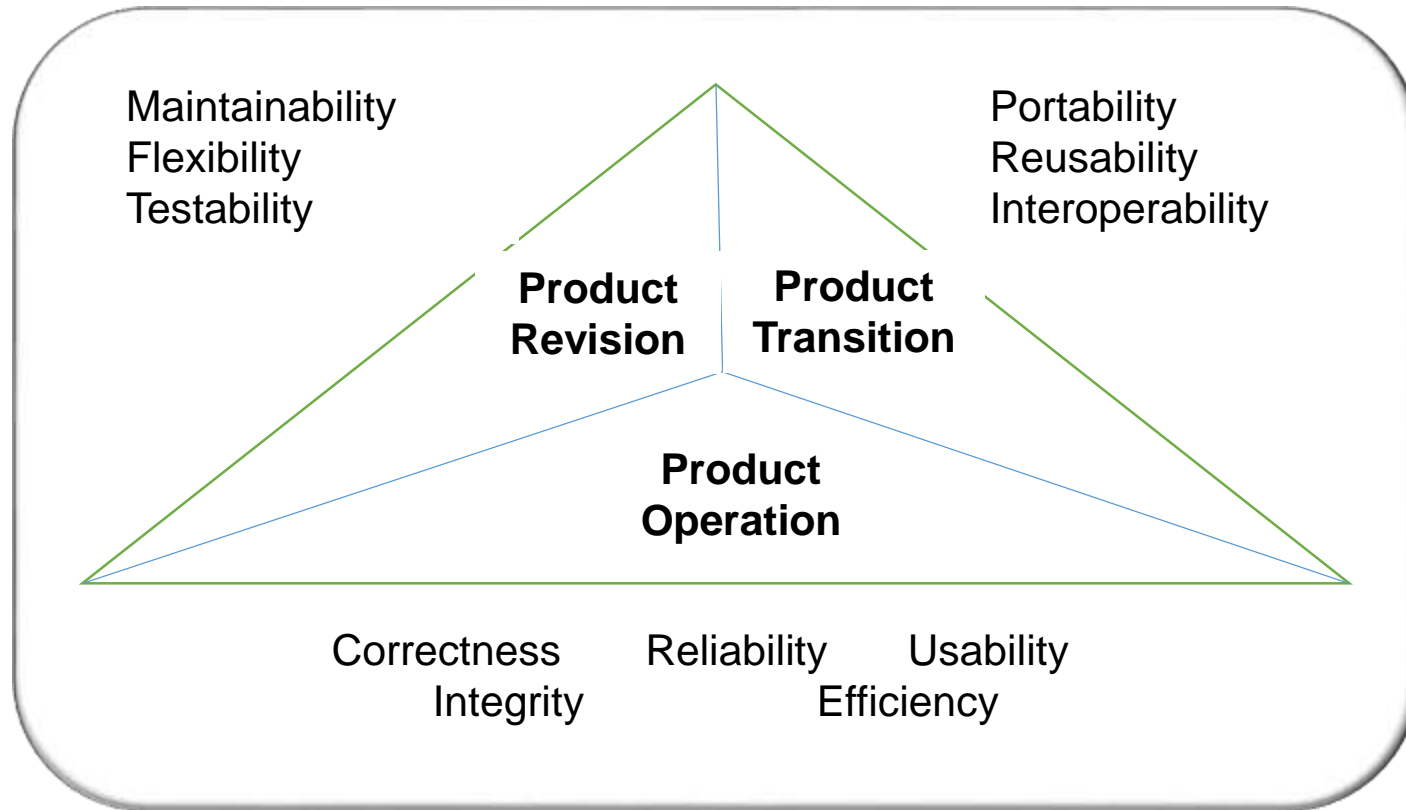 Maintainability
Flexibility
Testability
Portability
Reusability
Interoperability
Product
Revision
Product
Transition
Product
Operation
Correctness Reliability Usability
Integrity Efficiency